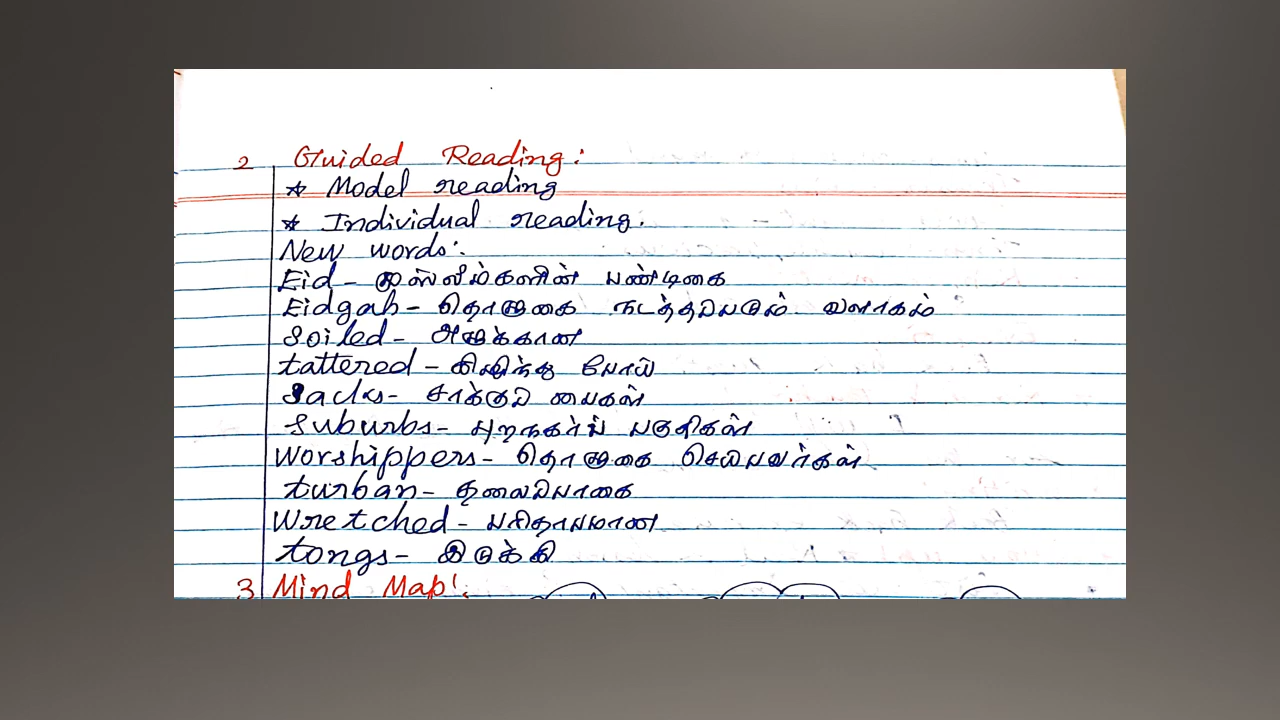 2 Guided Reading:
* Model reading
* Individual reading.
New words:
Eid - முஸ்லீம்களின் பண்டிகை
Eidgah - தொழுகை நடத்தப்படும் வளாகம்
Soiled - அழுக்கான
tattered - கிழிந்து போய்
Sacks - சாக்குப் பைகள்
Suburbs - புறநகர்ப் பகுதிகள்
Worshippers - தொழுகை செய்பவர்கள்
turban - தலைப்பாகை
Wretched - பரிதாபமான
tongs - இடுக்கி
3 Mind Map: